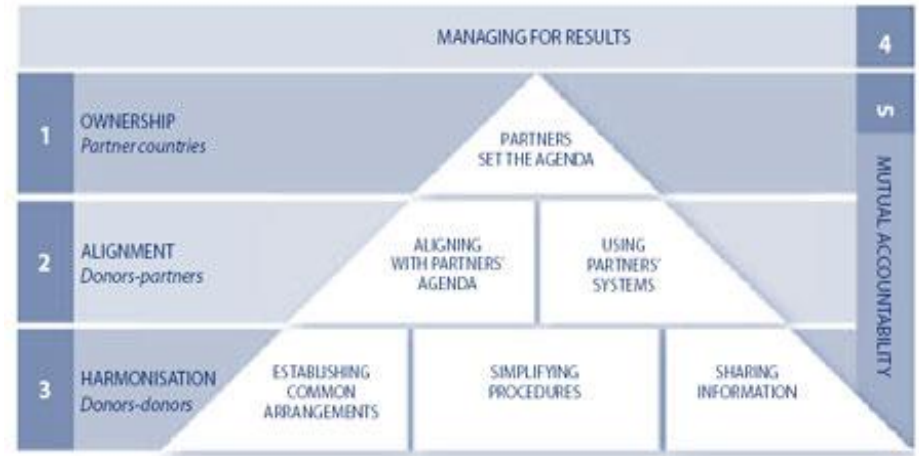 MANAGING FOR RESULTS
4
1
OWNERSHIP
Partner countries
PARTNERS
SET THE AGENDA
5
MUTUAL ACCOUNTABILITY
2
ALIGNMENT
Donors-partners
ALIGNING
WITH PARTNERS'
AGENDA
USING
PARTNERS'
SYSTEMS
3
HARMONISATION
Donors-donors
ESTABLISHING
COMMON
ARRANGEMENTS
SIMPLIFYING
PROCEDURES
SHARING
INFORMATION